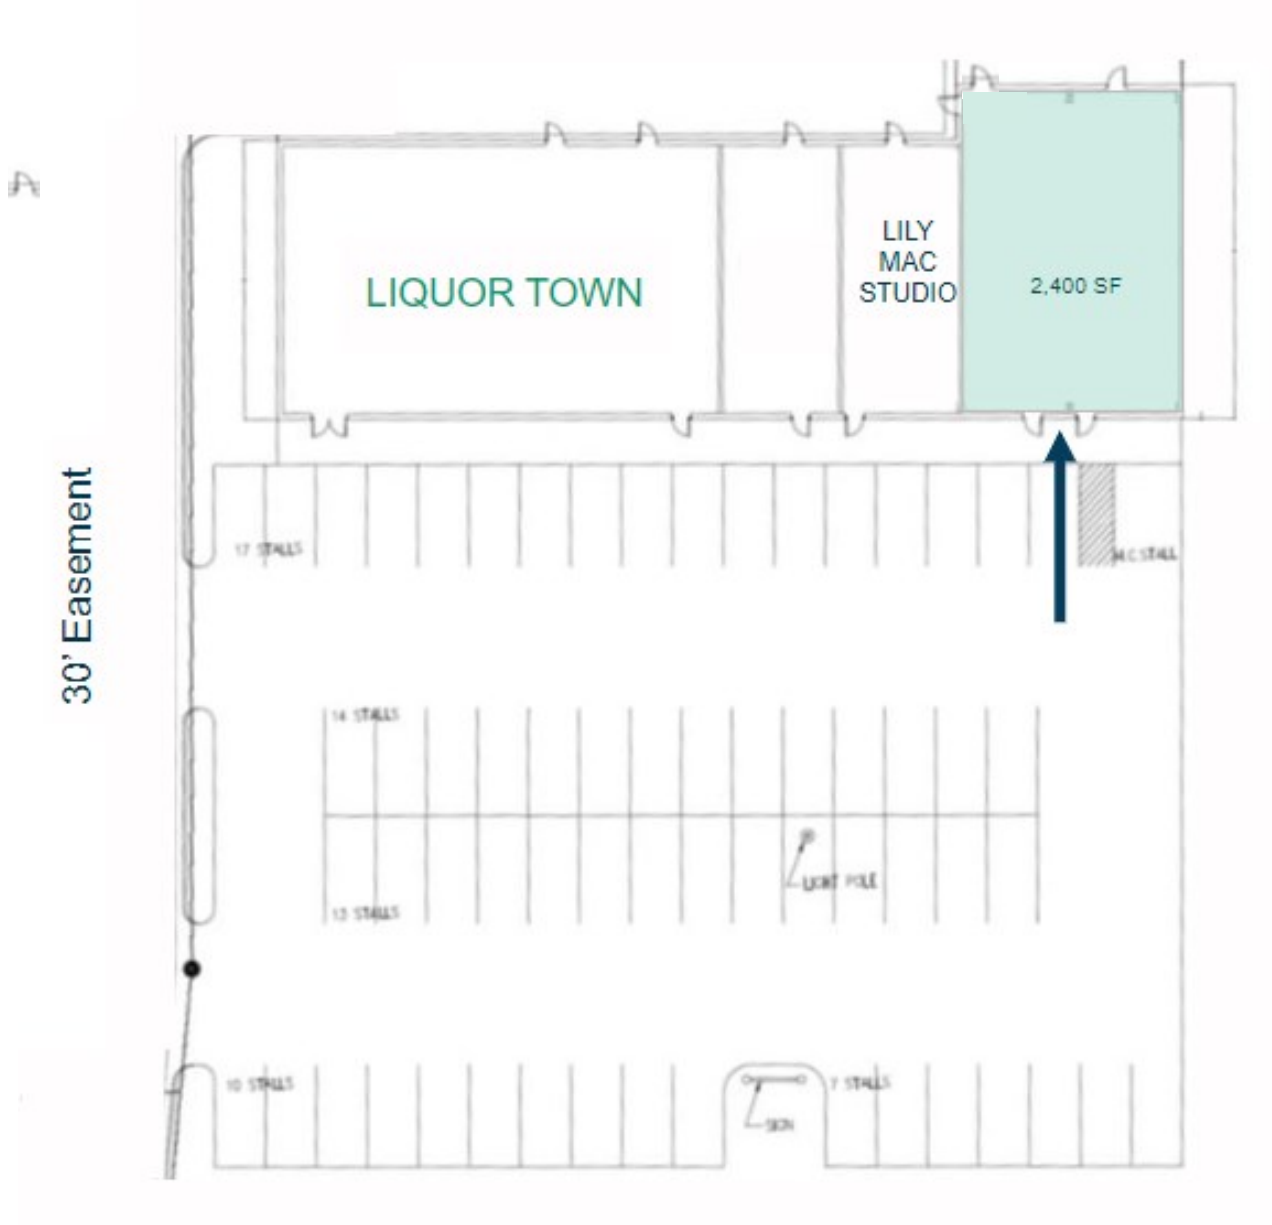 LIQUOR TOWN
LILY
MAC
STUDIO
2,400 SF
30' Easement
17 STALLS
H.C.STALL
14 STALLS
LIGHT POLE
13 STALLS
10 STALLS
7 STALLS
SIGN